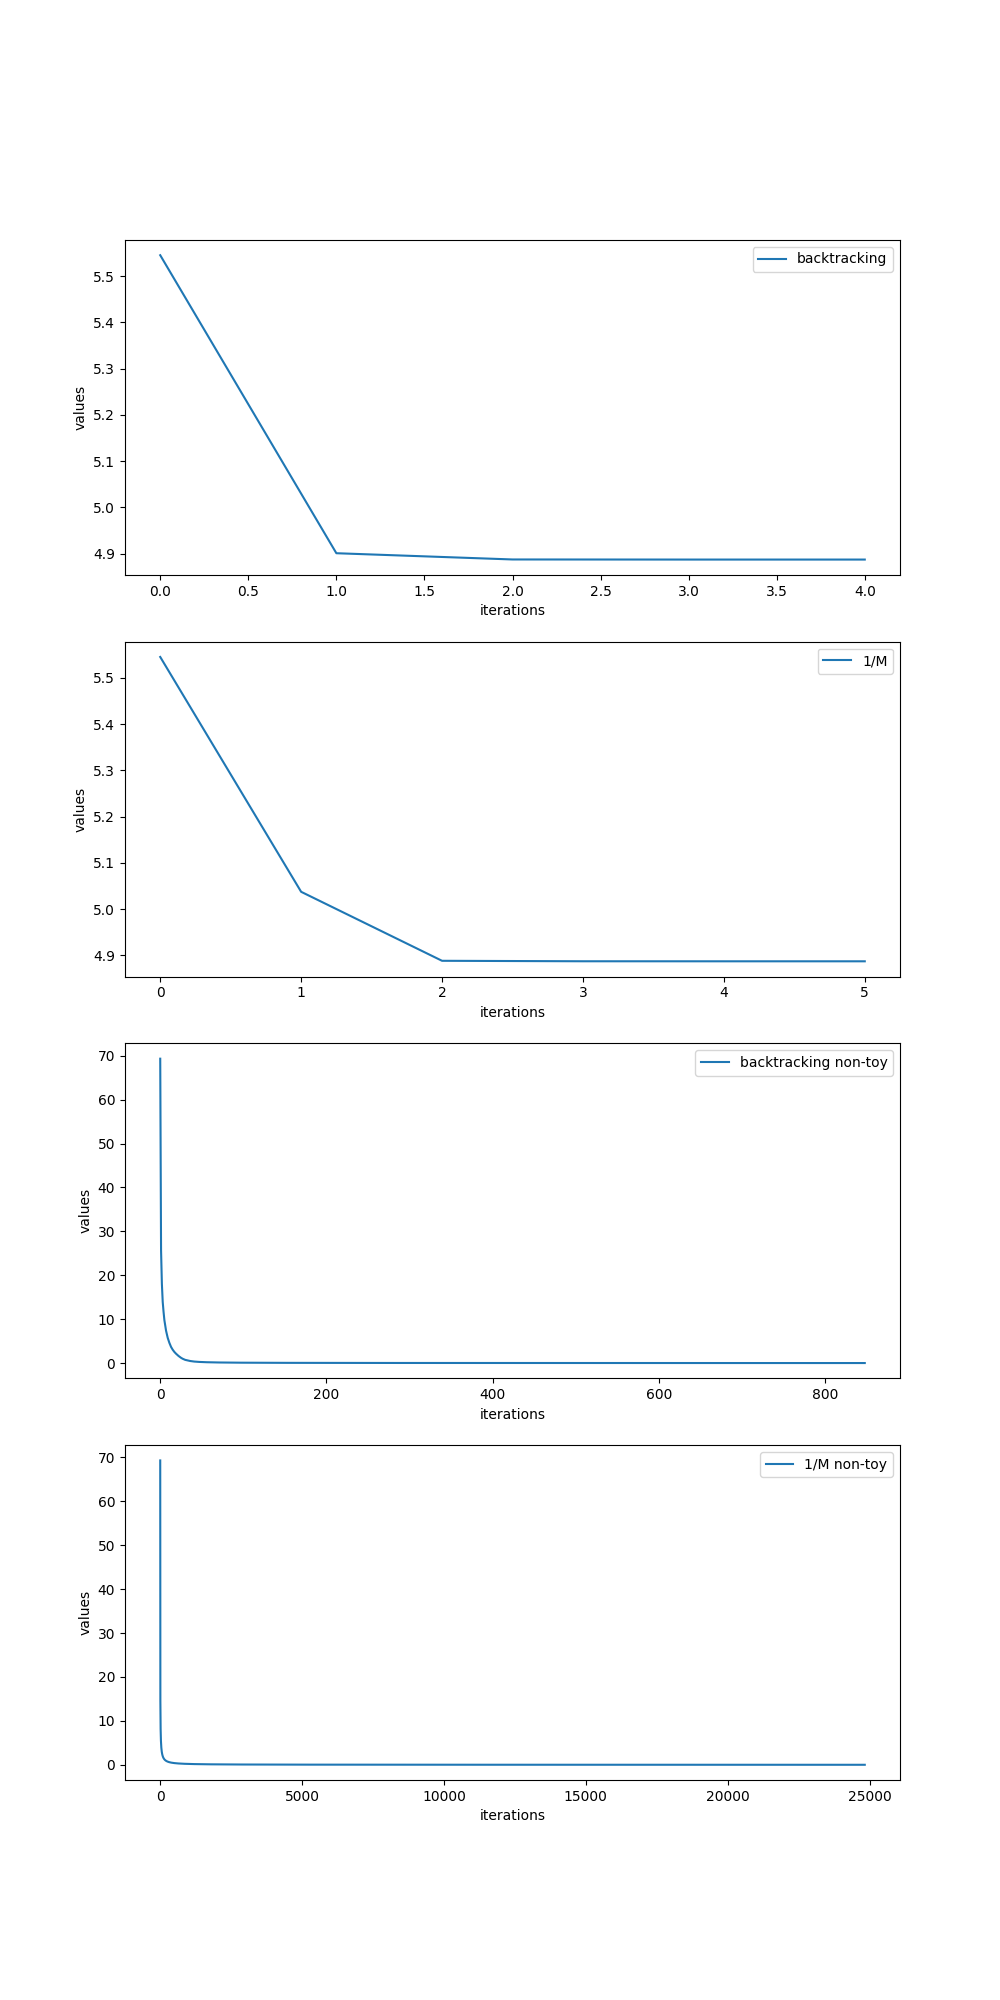 backtracking
5.5
5.4
5.3
5.2
5.1
5.0
4.9
values
0.0 0.5 1.0 1.5 2.0 2.5 3.0 3.5 4.0
iterations
1/M
5.5
5.4
5.3
5.2
5.1
5.0
4.9
values
0 1 2 3 4 5
iterations
backtracking non-toy
70
60
50
40
30
20
10
0
values
0 200 400 600 800
iterations
1/M non-toy
70
60
50
40
30
20
10
0
values
0 5000 10000 15000 20000 25000
iterations